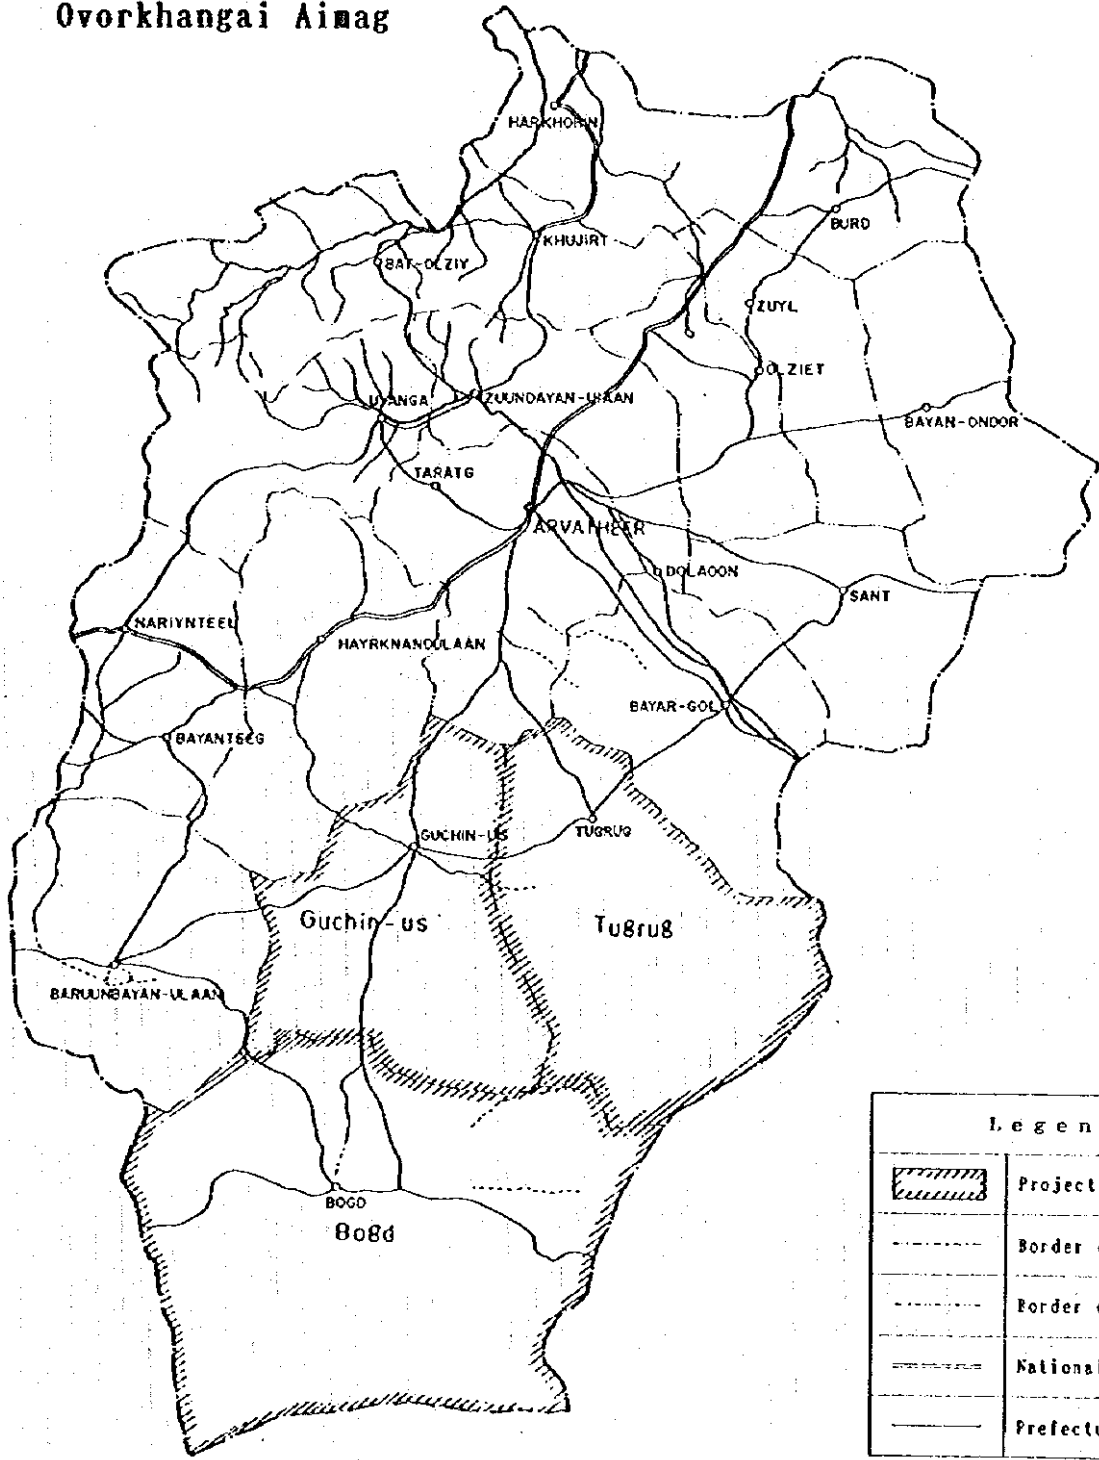 Ovorkhangai Aimag
HARKHORIN
BURD
KHUJIRT
BAT-OLZIY
ZUYL
OLZIET
UYANGA
ZUUNDAYAN-ULAAN
BAYAN-ONDOR
TARATG
ARVAIHEER
DOLAOON
SANT
NARIYNTEEL
HAYRKNANDULAAN
BAYAR-GOL
BAYANTEEG
GUCHIN-US
TUGRUG
Guchin-us
Tugrug
BARUUNBAYAN-ULAAN
BOGD
Bogd
Legen
Project
Border
Border
National
Prefectu